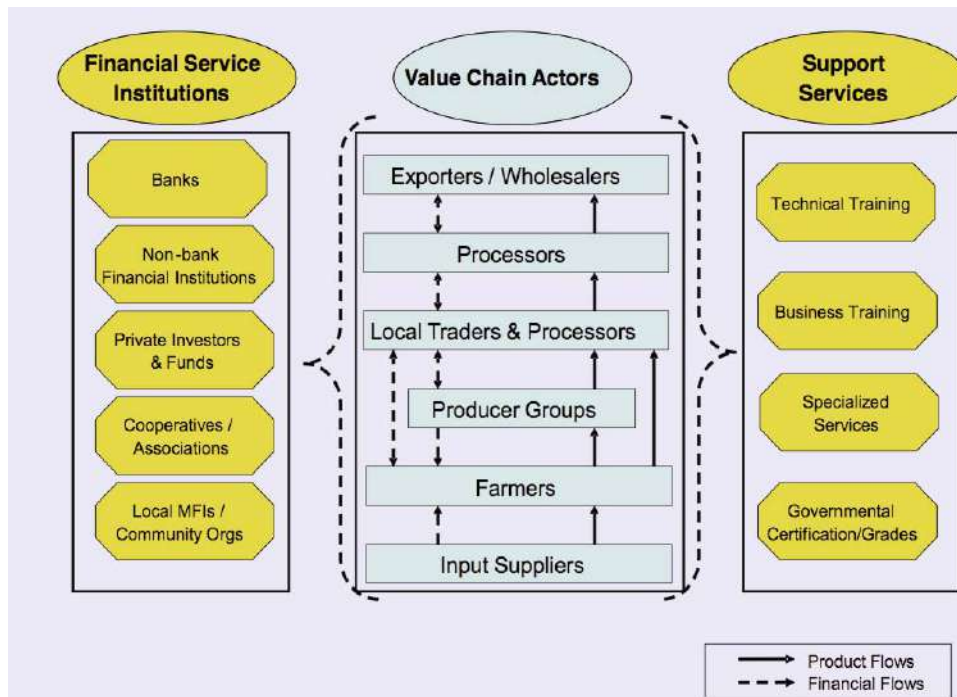 Financial Service
Institutions
Banks
Non-bank
Financial Institutions
Private Investors
& Funds
Cooperatives /
Associations
Local MFIs /
Community Orgs
Value Chain Actors
Exporters / Wholesalers
Processors
Local Traders & Processors
Producer Groups
Farmers
Input Suppliers
Support
Services
Technical Training
Business Training
Specialized
Services
Governmental
Certification/Grades
Product Flows
Financial Flows